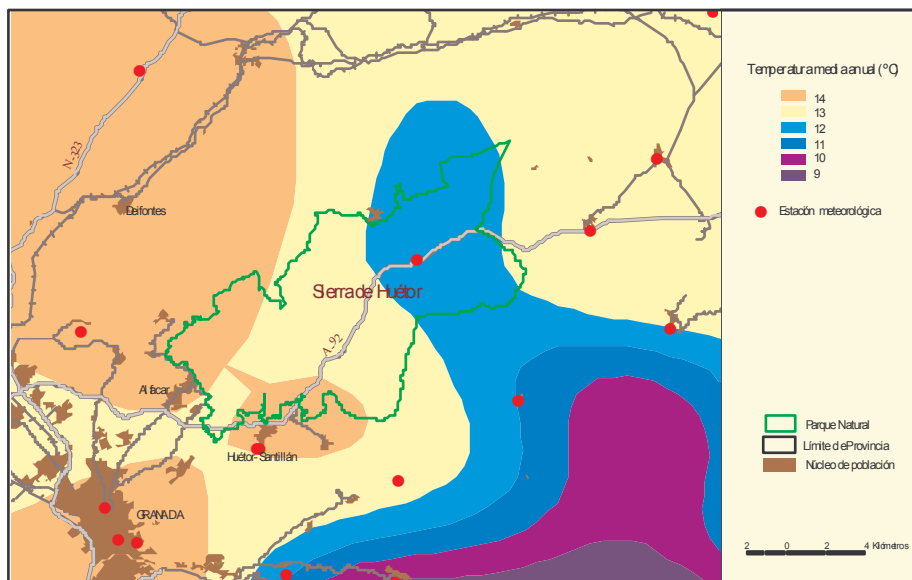 N-323
Deifontes
Sierra de Huétor
A-92
Alfacar
Huétor-Santillán
GRANADA
Temperatura media anual (ºC)
14
13
12
11
10
9
Estación meteorológica
Parque Natural
Límite de Provincia
Núcleo de población
2 0 2 4 Kilómetros